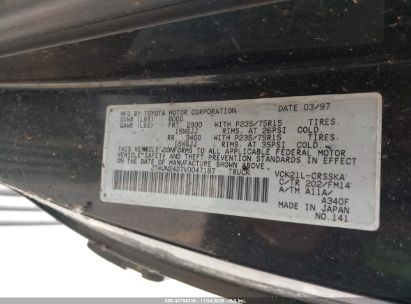 MFG. BY TOYOTA MOTOR CORPORATION DATE 03/97
GVWR (LBS) 6000
GAWR (LBS) FRT 2900 WITH P235/75R15 TIRES.
15X6JJ RIMS. AT 26PSI COLD
RR 3400 WITH P235/75R15 TIRES.
15X6JJ RIMS. AT 35PSI COLD.
THIS VEHICLE CONFORMS TO ALL APPLICABLE FEDERAL MOTOR
VEHICLE SAFETY AND THEFT PREVENTION STANDARDS IN EFFECT ON
THE DATE OF MANUFACTURE SHOWN ABOVE.
JT4UN24D7V0047187 TRUCK
VCK21L-CRSSKA
C/TR 202/FM14
A/TM A11A/
A340F
MADE IN JAPAN
NO.141